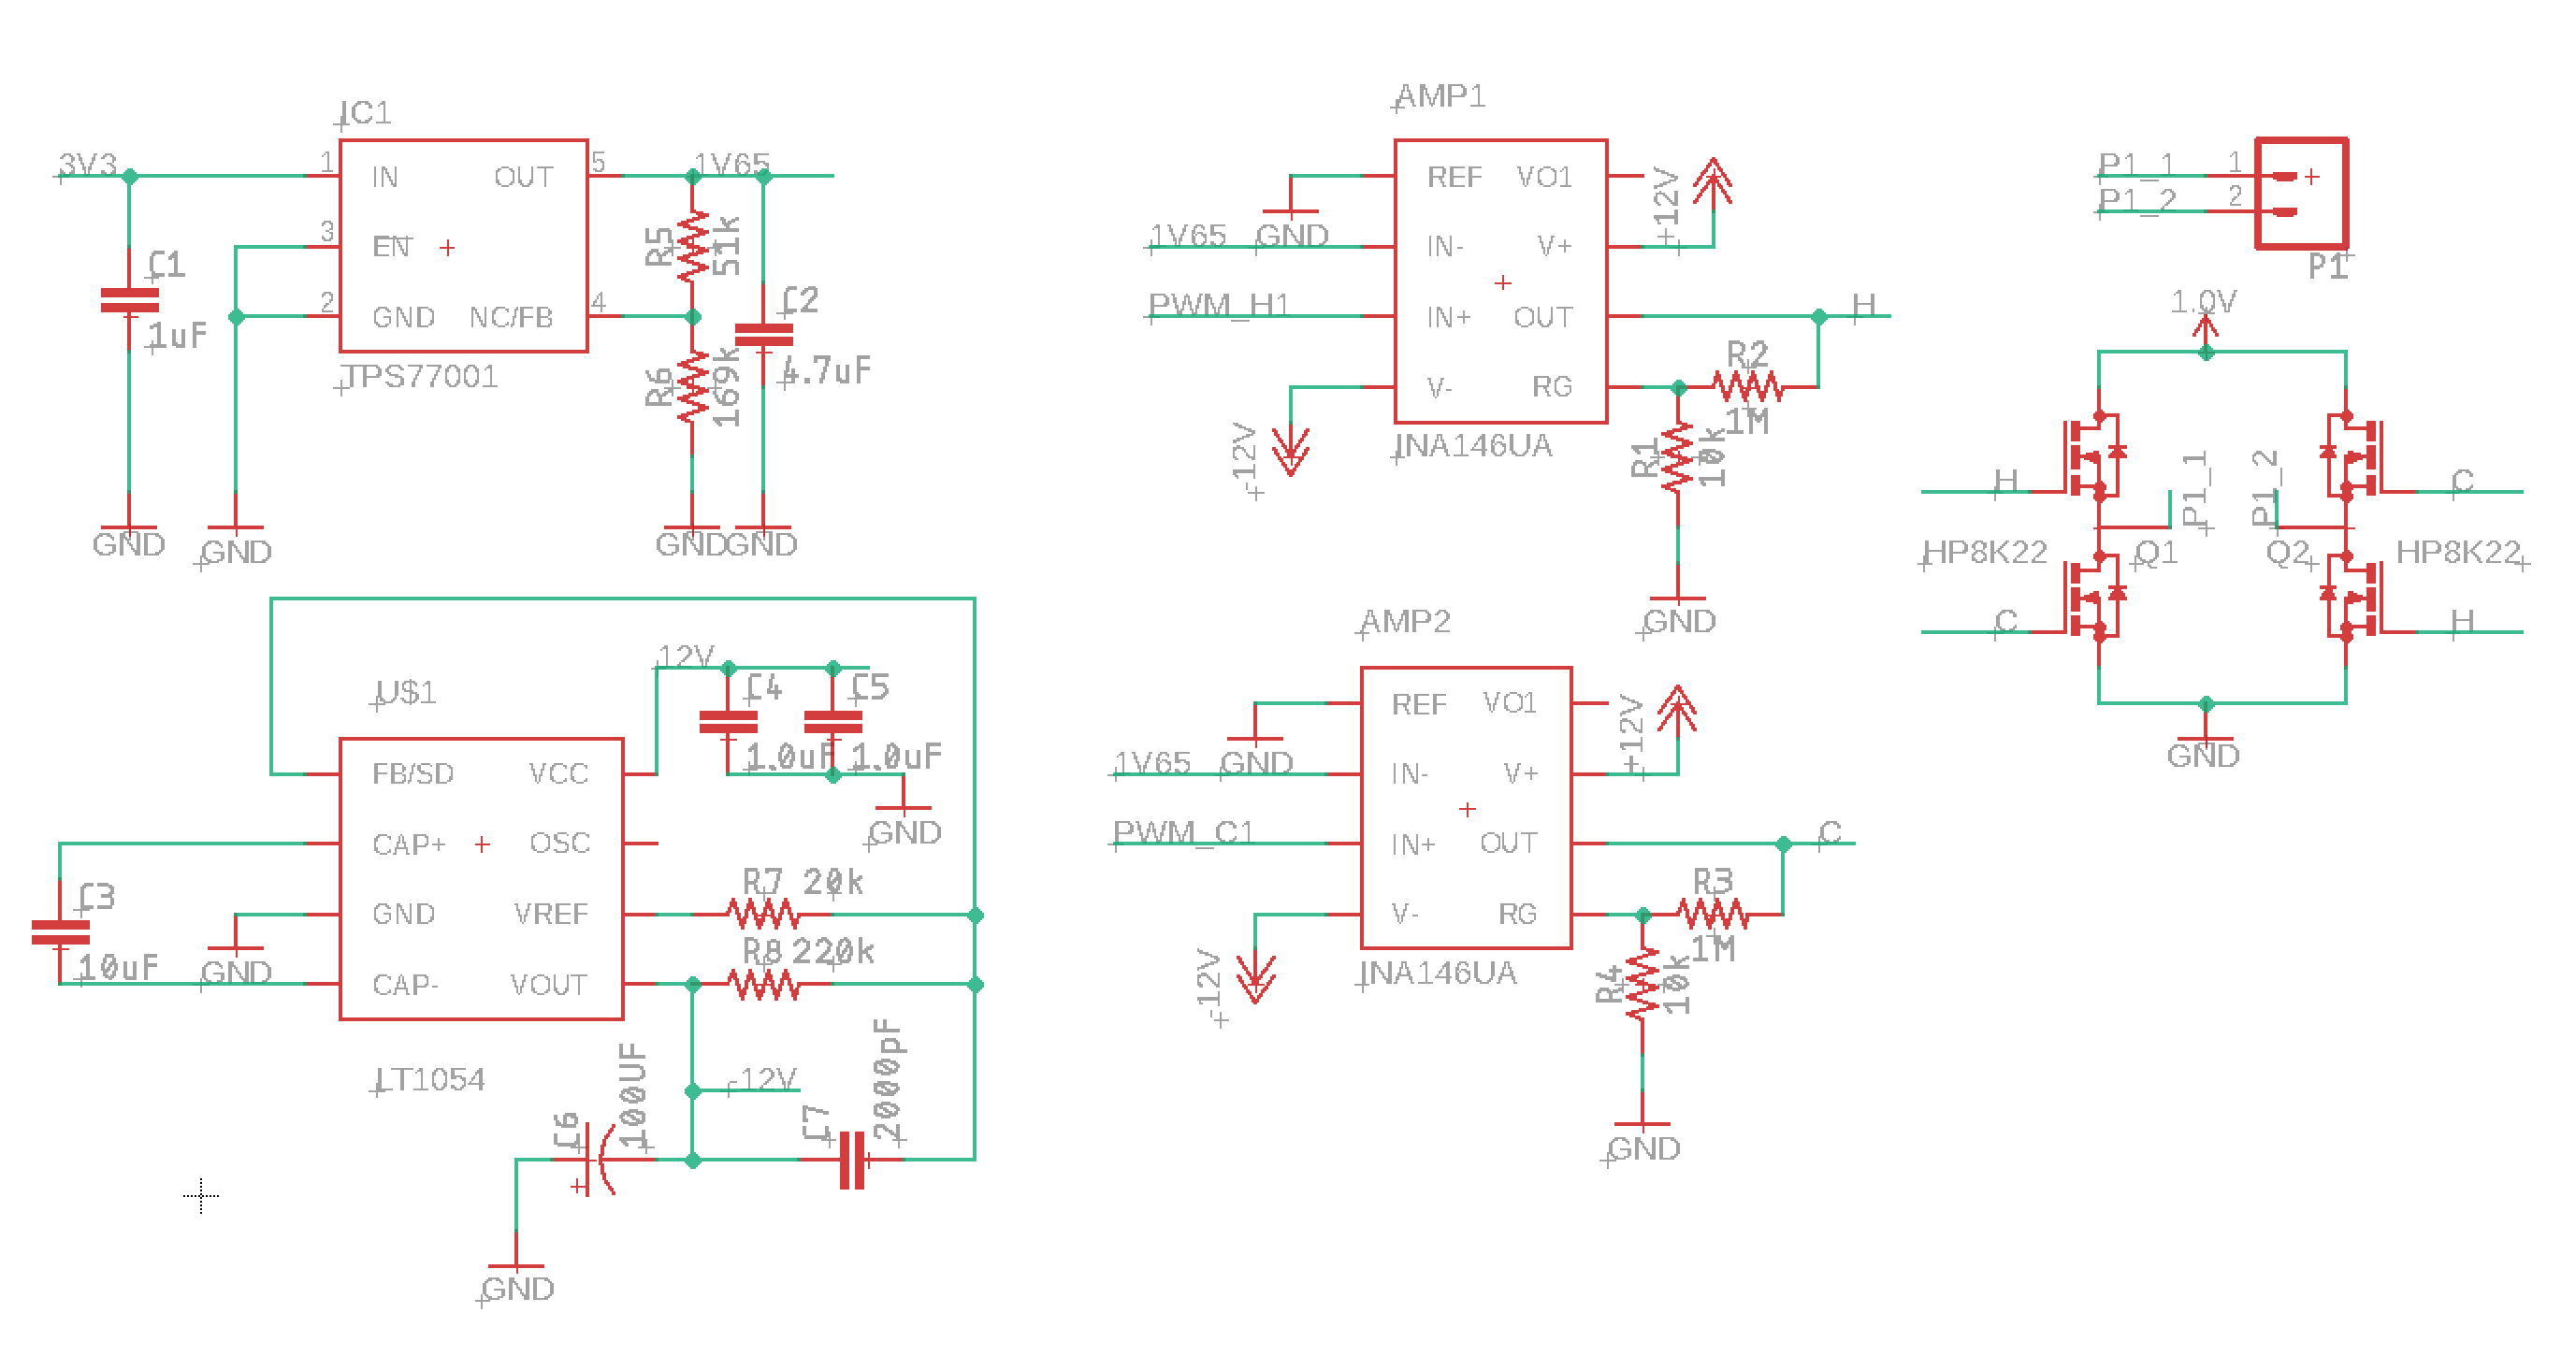 IC1
3V3
1
IN
OUT
5
1V65
3
EN
2
GND
NC/FB
4
TPS77001
C1
1uF
R5
51k
R6
169k
C2
4.7uF
GND
GND
GND
GND
U$1
12V
C4
1.0uF
C5
1.0uF
GND
FB/SD
VCC
CAP+
OSC
GND
VREF
CAP-
VOUT
LT1054
C3
10uF
GND
R7 20k
R8 220k
-12V
C6
100UF
C7
2000pF
GND
AMP1
REF
VO1
IN-
V+
IN+
OUT
V-
RG
INA146UA
GND
1V65
PWM_H1
-12V
+12V
H
R2
1M
R1
10k
GND
AMP2
REF
VO1
IN-
V+
IN+
OUT
V-
RG
INA146UA
GND
1V65
PWM_C1
-12V
+12V
C
R3
1M
R4
10k
GND
P1_1
1
P1_2
2
P1
1.0V
H
P1_1
P1_2
C
HP8K22
Q1
Q2
HP8K22
C
H
GND